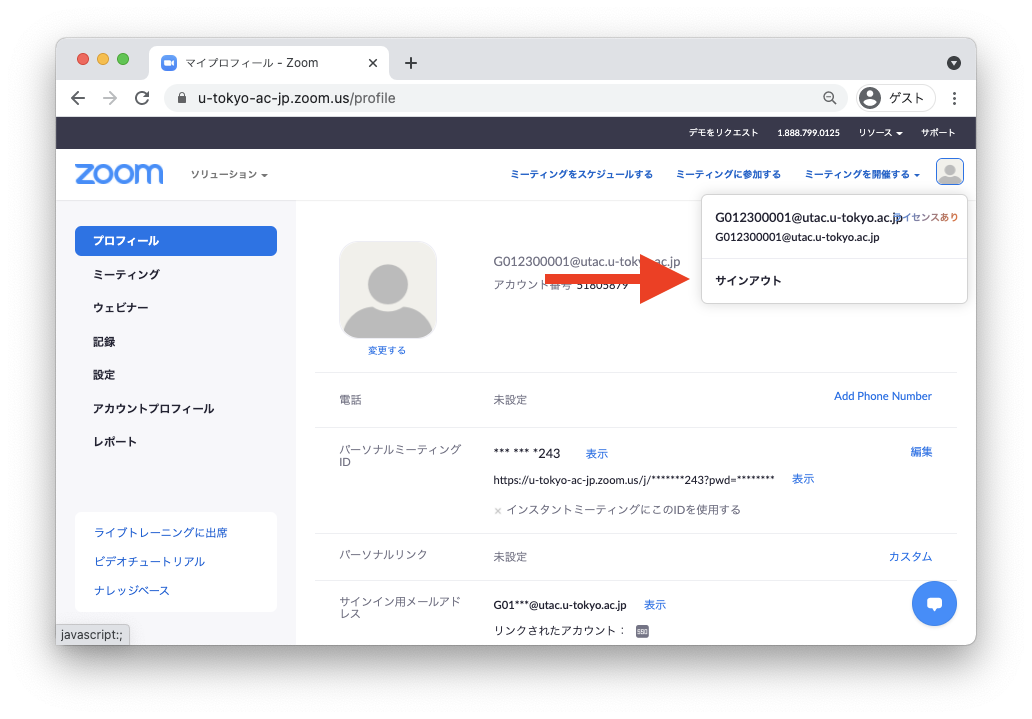 マイプロフィール - Zoom
u-tokyo-ac-jp.zoom.us/profile
ゲスト
デモをリクエスト 1.888.799.0125 リソース サポート
zoom
ソリューション
ミーティングをスケジュールする ミーティングに参加する ミーティングを開催する
G012300001@utac.u-tokyo.ac.jp イセンスあり
G012300001@utac.u-tokyo.ac.jp
サインアウト
プロフィール
ミーティング
ウェビナー
記録
設定
アカウントプロフィール
レポート
ライブトレーニングに出席
ビデオチュートリアル
ナレッジベース
変更する
G012300001@utac.u-tokyo.ac.jp
アカウント番号 51805879
電話
未設定
Add Phone Number
パーソナルミーティング
ID
*** *** *243 表示
編集
https://u-tokyo-ac-jp.zoom.us/j/*******243?pwd=******** 表示
× インスタントミーティングにこのIDを使用する
パーソナルリンク
未設定
カスタム
サインイン用メールアド
レス
G01***@utac.u-tokyo.ac.jp 表示
リンクされたアカウント： SSO
javascript:;